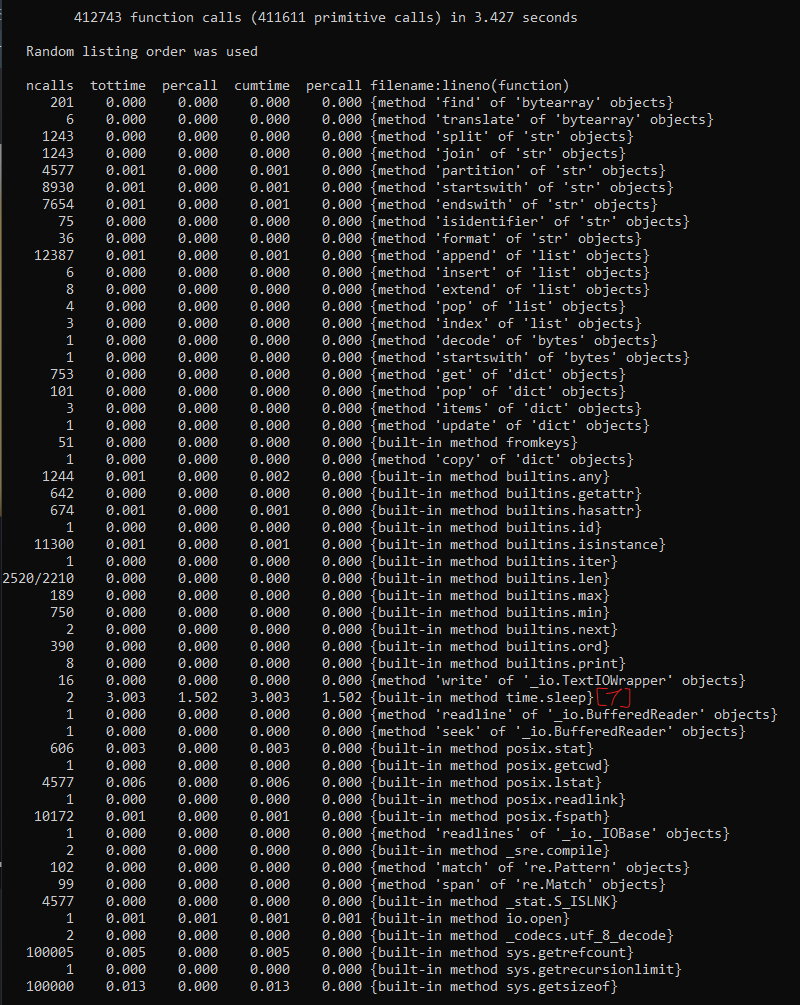 412743 function calls (411611 primitive calls) in 3.427 seconds
Random listing order was used
ncalls tottime percall cumtime percall filename:lineno(function)
201 0.000 0.000 0.000 0.000 {method 'find' of 'bytearray' objects}
6 0.000 0.000 0.000 0.000 {method 'translate' of 'bytearray' objects}
1243 0.000 0.000 0.000 0.000 {method 'split' of 'str' objects}
1243 0.000 0.000 0.000 0.000 {method 'join' of 'str' objects}
4577 0.001 0.000 0.001 0.000 {method 'partition' of 'str' objects}
8930 0.001 0.000 0.001 0.000 {method 'startswith' of 'str' objects}
7654 0.001 0.000 0.001 0.000 {method 'endswith' of 'str' objects}
75 0.000 0.000 0.000 0.000 {method 'isidentifier' of 'str' objects}
36 0.000 0.000 0.000 0.000 {method 'format' of 'str' objects}
12387 0.001 0.000 0.001 0.000 {method 'append' of 'list' objects}
6 0.000 0.000 0.000 0.000 {method 'insert' of 'list' objects}
8 0.000 0.000 0.000 0.000 {method 'extend' of 'list' objects}
4 0.000 0.000 0.000 0.000 {method 'pop' of 'list' objects}
3 0.000 0.000 0.000 0.000 {method 'index' of 'list' objects}
1 0.000 0.000 0.000 0.000 {method 'decode' of 'bytes' objects}
1 0.000 0.000 0.000 0.000 {method 'startswith' of 'bytes' objects}
753 0.000 0.000 0.000 0.000 {method 'get' of 'dict' objects}
101 0.000 0.000 0.000 0.000 {method 'pop' of 'dict' objects}
3 0.000 0.000 0.000 0.000 {method 'items' of 'dict' objects}
1 0.000 0.000 0.000 0.000 {method 'update' of 'dict' objects}
51 0.000 0.000 0.000 0.000 {built-in method fromkeys}
1 0.000 0.000 0.000 0.000 {method 'copy' of 'dict' objects}
1244 0.001 0.000 0.002 0.000 {built-in method builtins.any}
642 0.000 0.000 0.000 0.000 {built-in method builtins.getattr}
674 0.001 0.000 0.001 0.000 {built-in method builtins.hasattr}
1 0.000 0.000 0.000 0.000 {built-in method builtins.id}
11300 0.001 0.000 0.001 0.000 {built-in method builtins.isinstance}
1 0.000 0.000 0.000 0.000 {built-in method builtins.iter}
2520/2210 0.000 0.000 0.000 0.000 {built-in method builtins.len}
189 0.000 0.000 0.000 0.000 {built-in method builtins.max}
750 0.000 0.000 0.000 0.000 {built-in method builtins.min}
2 0.000 0.000 0.000 0.000 {built-in method builtins.next}
390 0.000 0.000 0.000 0.000 {built-in method builtins.ord}
8 0.000 0.000 0.000 0.000 {built-in method builtins.print}
16 0.000 0.000 0.000 0.000 {method 'write' of '_io.TextIOWrapper' objects}
2 3.003 1.502 3.003 1.502 {built-in method time.sleep}
1 0.000 0.000 0.000 0.000 {method 'readline' of '_io.BufferedReader' objects}
1 0.000 0.000 0.000 0.000 {method 'seek' of '_io.BufferedReader' objects}
606 0.003 0.000 0.003 0.000 {built-in method posix.stat}
1 0.000 0.000 0.000 0.000 {built-in method posix.getcwd}
4577 0.006 0.000 0.006 0.000 {built-in method posix.lstat}
1 0.000 0.000 0.000 0.000 {built-in method posix.readlink}
10172 0.001 0.000 0.001 0.000 {built-in method posix.fspath}
1 0.000 0.000 0.000 0.000 {method 'readlines' of '_io._IOBase' objects}
2 0.000 0.000 0.000 0.000 {built-in method _sre.compile}
102 0.000 0.000 0.000 0.000 {method 'match' of 're.Pattern' objects}
99 0.000 0.000 0.000 0.000 {method 'span' of 're.Match' objects}
4577 0.000 0.000 0.000 0.000 {built-in method _stat.S_ISLNK}
1 0.001 0.001 0.001 0.001 {built-in method io.open}
2 0.000 0.000 0.000 0.000 {built-in method _codecs.utf_8_decode}
100005 0.005 0.000 0.005 0.000 {built-in method sys.getrefcount}
1 0.000 0.000 0.000 0.000 {built-in method sys.getrecursionlimit}
100000 0.013 0.000 0.013 0.000 {built-in method sys.getsizeof}